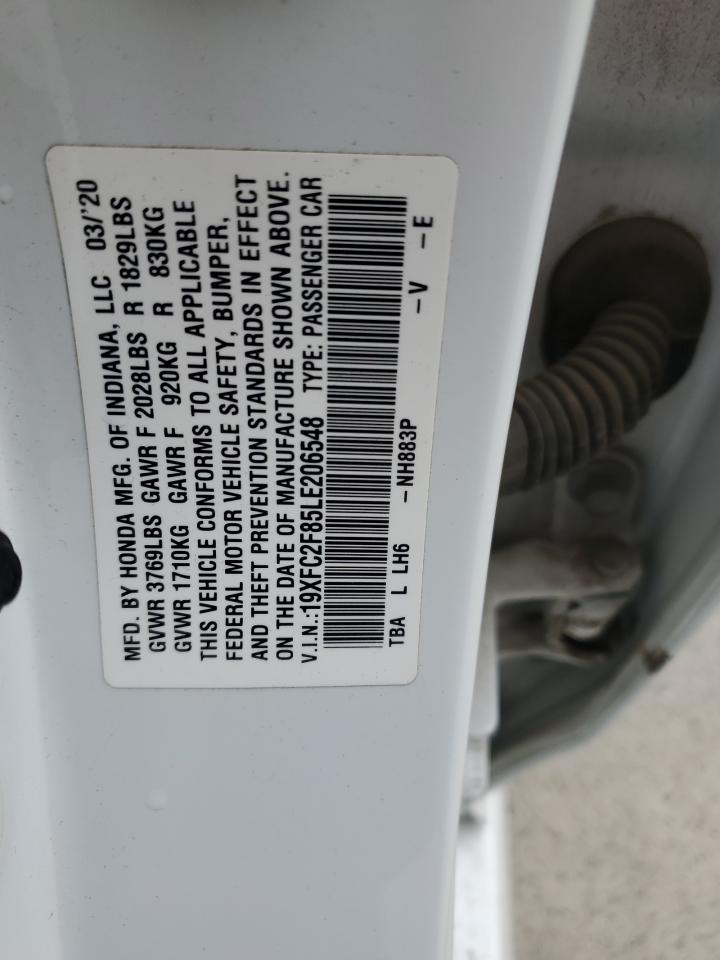 MFD. BY HONDA MFG. OF INDIANA, LLC 03/'20
GVWR 3769LBS GAWR F 2028LBS R 1829LBS
GVWR 1710KG GAWR F 920KG R 830KG
THIS VEHICLE CONFORMS TO ALL APPLICABLE
FEDERAL MOTOR VEHICLE SAFETY, BUMPER,
AND THEFT PREVENTION STANDARDS IN EFFECT
ON THE DATE OF MANUFACTURE SHOWN ABOVE.
V.I.N.:19XFC2F85LE206548 TYPE: PASSENGER CAR
TBA L LH6 –NH883P –V –E